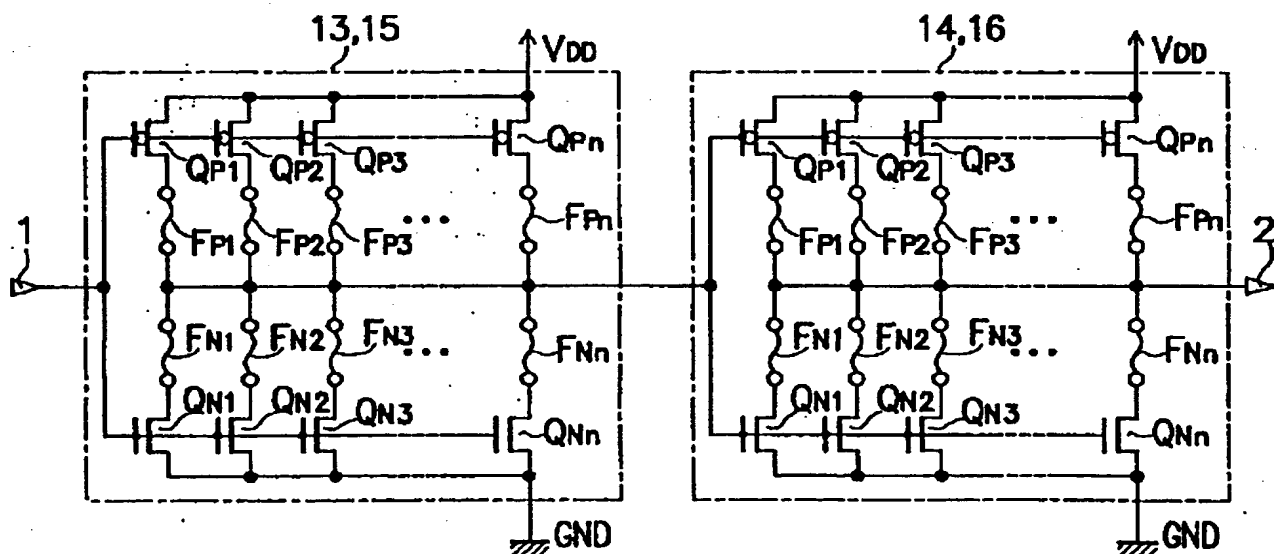 13,15 14,16
VDD VDD
QP1 QP2 QP3 QPn QP1 QP2 QP3 QPn
1 FP1 FP2 FP3 ... FPn FP1 FP2 FP3 ... FPn 2
FN1 FN2 FN3 ... FNn FN1 FN2 FN3 ... FNn
QN1 QN2 QN3 QNn QN1 QN2 QN3 QNn
GND GND